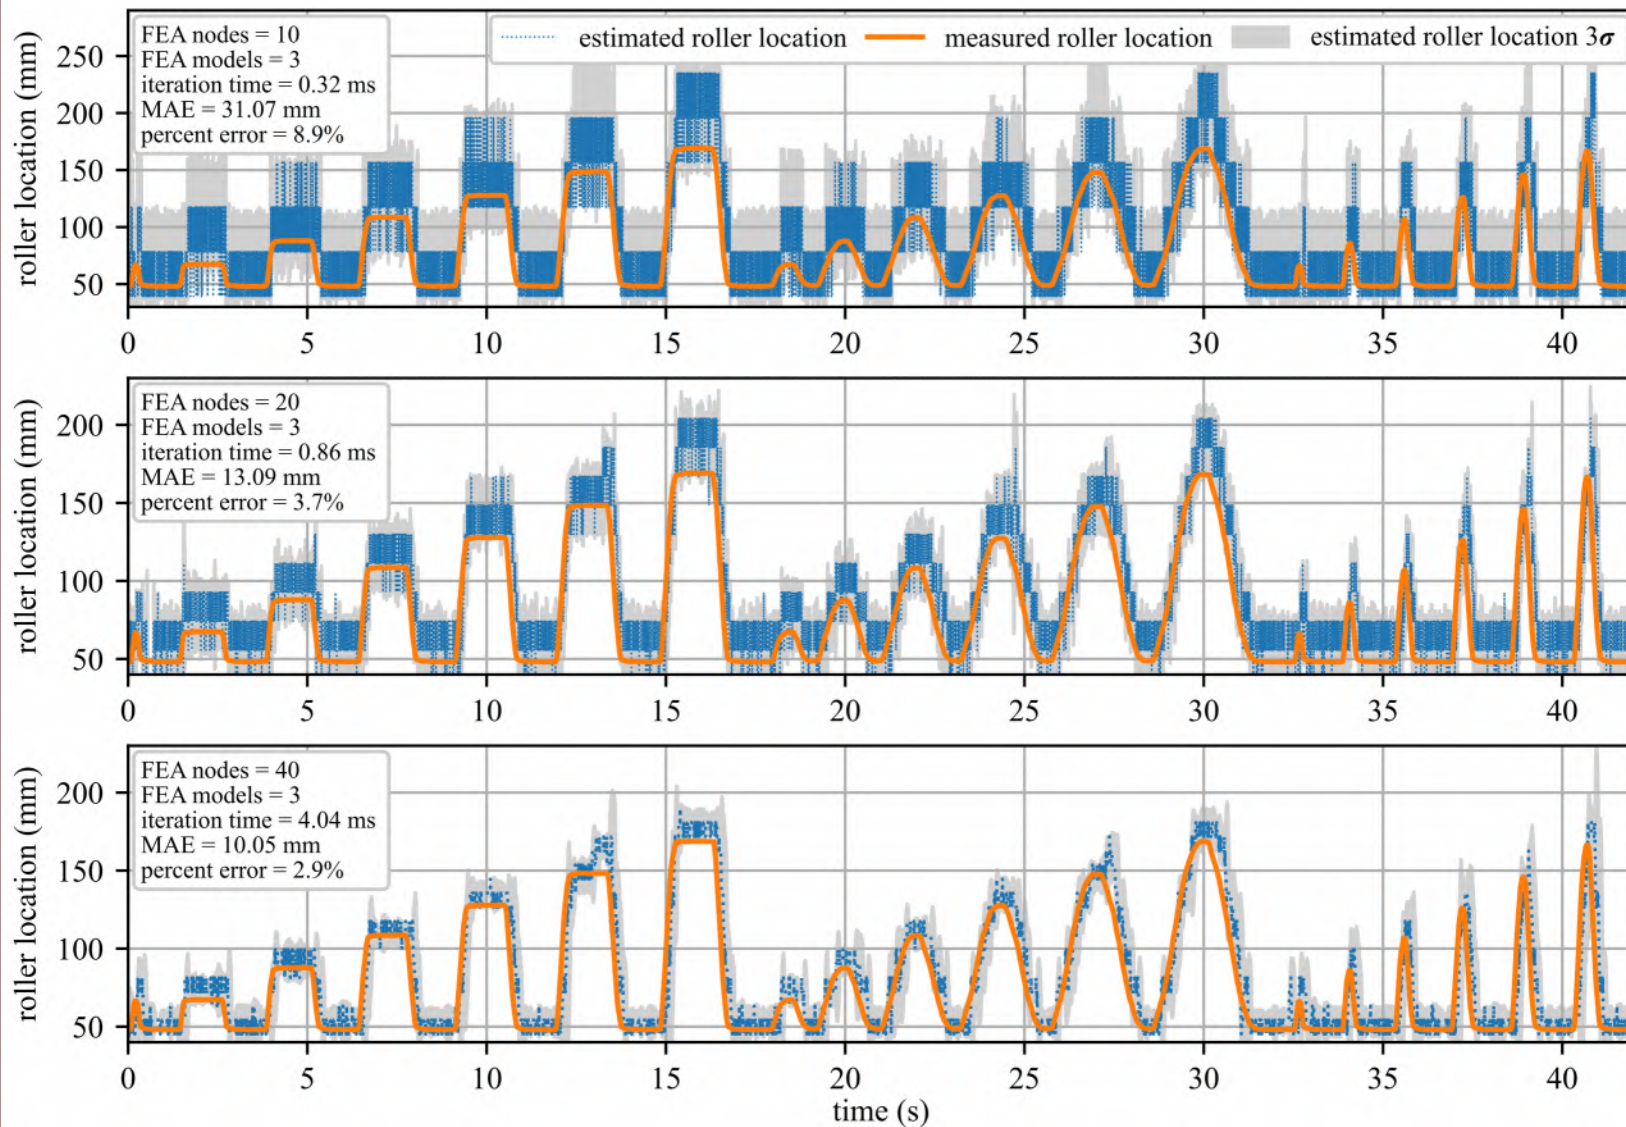 FEA nodes = 10
FEA models = 3
iteration time = 0.32 ms
MAE = 31.07 mm
percent error = 8.9%
estimated roller location
measured roller location
estimated roller location 3σ
roller location (mm)
250
200
150
100
50
0 5 10 15 20 25 30 35 40
FEA nodes = 20
FEA models = 3
iteration time = 0.86 ms
MAE = 13.09 mm
percent error = 3.7%
roller location (mm)
200
150
100
50
0 5 10 15 20 25 30 35 40
FEA nodes = 40
FEA models = 3
iteration time = 4.04 ms
MAE = 10.05 mm
percent error = 2.9%
roller location (mm)
200
150
100
50
0 5 10 15 20 25 30 35 40
time (s)